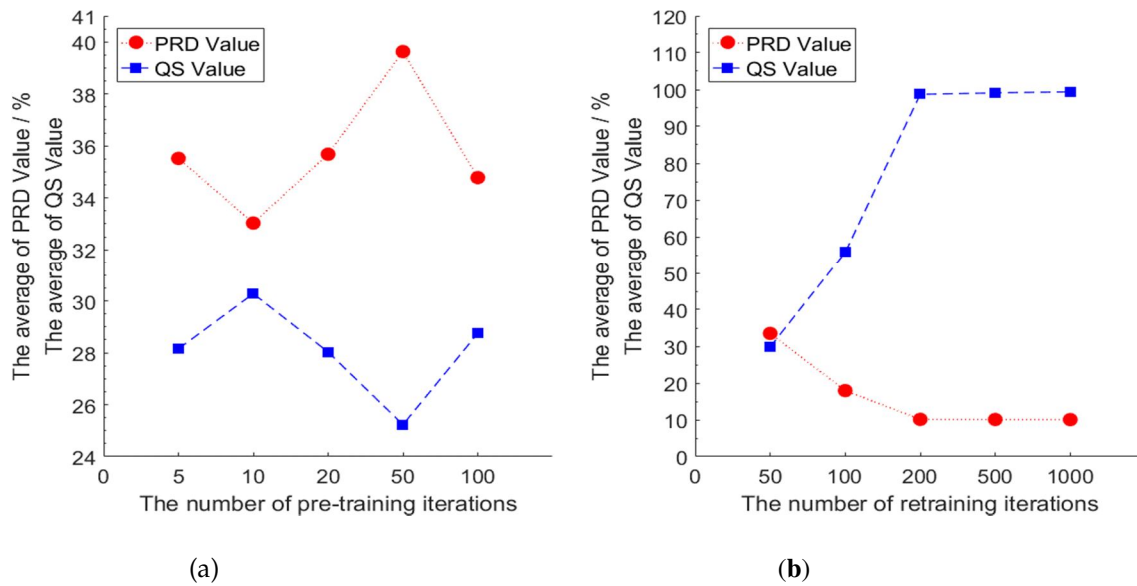 41
40
38
36
34
32
30
28
26
24
The average of PRD Value / %
The average of QS Value
PRD Value
QS Value
0 5 10 20 50 100
The number of pre-training iterations
(a)
120
110
100
90
80
70
60
50
40
30
20
10
0
The average of PRD Value / %
The average of QS Value
PRD Value
QS Value
0 50 100 200 500 1000
The number of retraining iterations
(b)